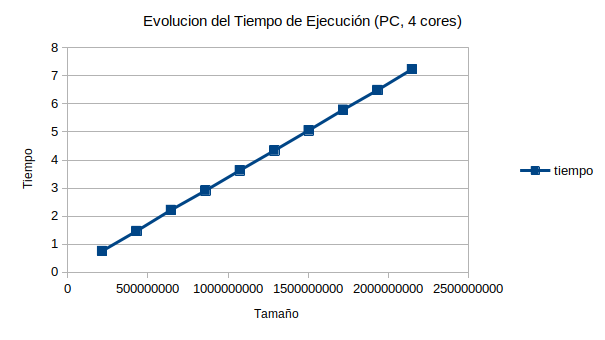 Evolucion del Tiempo de Ejecución (PC, 4 cores)
8
7
6
5
4
3
2
1
0
Tiempo
tiempo
0 500000000 1000000000 1500000000 2000000000 2500000000
Tamaño